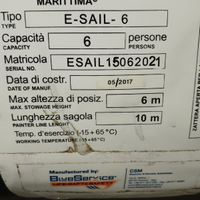 MARITTIMA®
TIPO E-SAIL- 6
TYPE
CAPACITÀ 6 persone
CAPACITY persons
Matricola ESAIL15062021
SERIAL
Data di costr. 05/2017
DATE OF MANUF
Max altezza di posiz. 6 m
MAX. STOWAGE HEIGHT
Lunghezza sagola 10 m
PAINTER LINE LENGHT
Temp. d'esercizio (-15+65°C)
WORKING TEMPERATURE (-15+65°C)
MANUFACTURED BY
BlueService
CSM